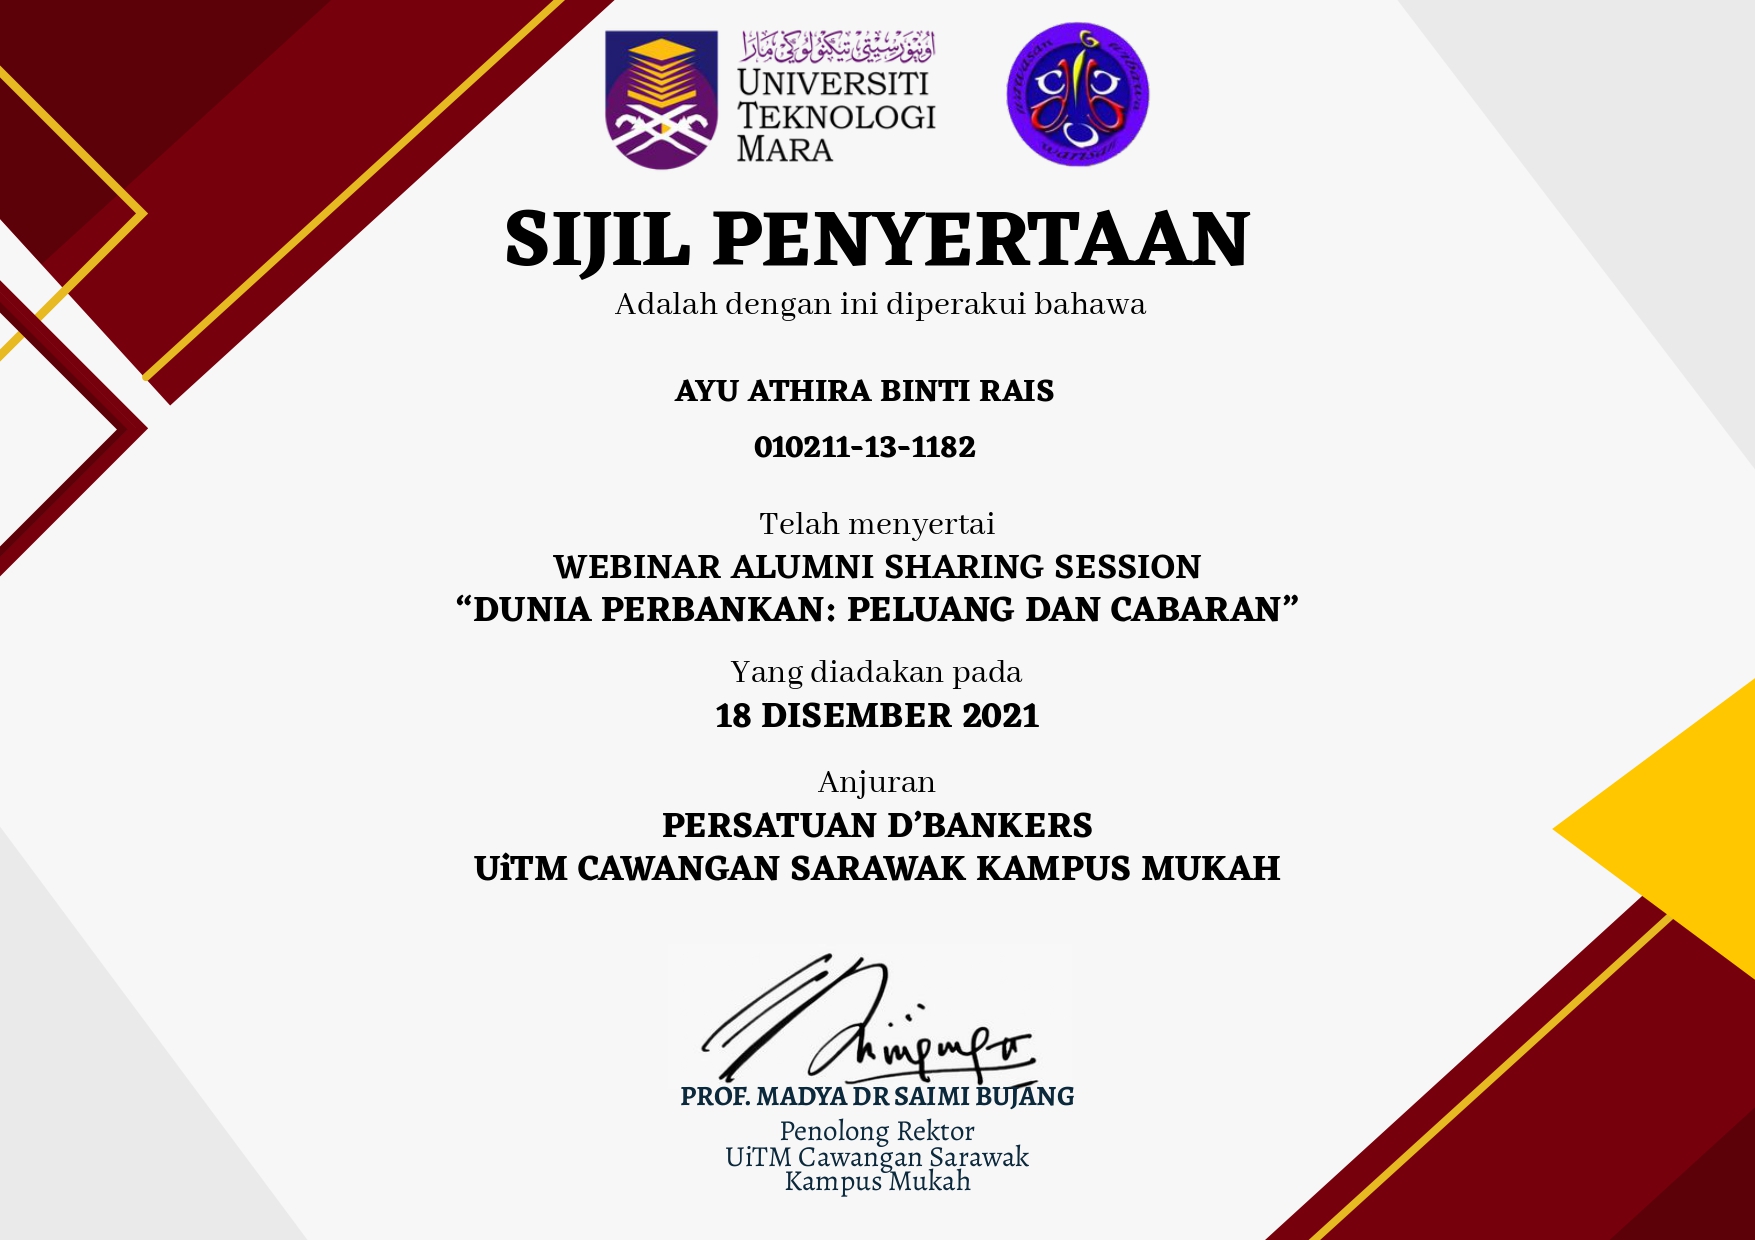 اونيۏرسيتي تيكنولوڬي مارا
UNIVERSITI
TEKNOLOGI
MARA
wawasan
warisan
SIJIL PENYERTAAN
Adalah dengan ini diperakui bahawa
AYU ATHIRA BINTI RAIS
010211-13-1182
Telah menyertai
WEBINAR ALUMNI SHARING SESSION
“DUNIA PERBANKAN: PELUANG DAN CABARAN”
Yang diadakan pada
18 DISEMBER 2021
Anjuran
PERSATUAN D’BANKERS
UiTM CAWANGAN SARAWAK KAMPUS MUKAH
PROF. MADYA DR SAIMI BUJANG
Penolong Rektor
UiTM Cawangan Sarawak
Kampus Mukah